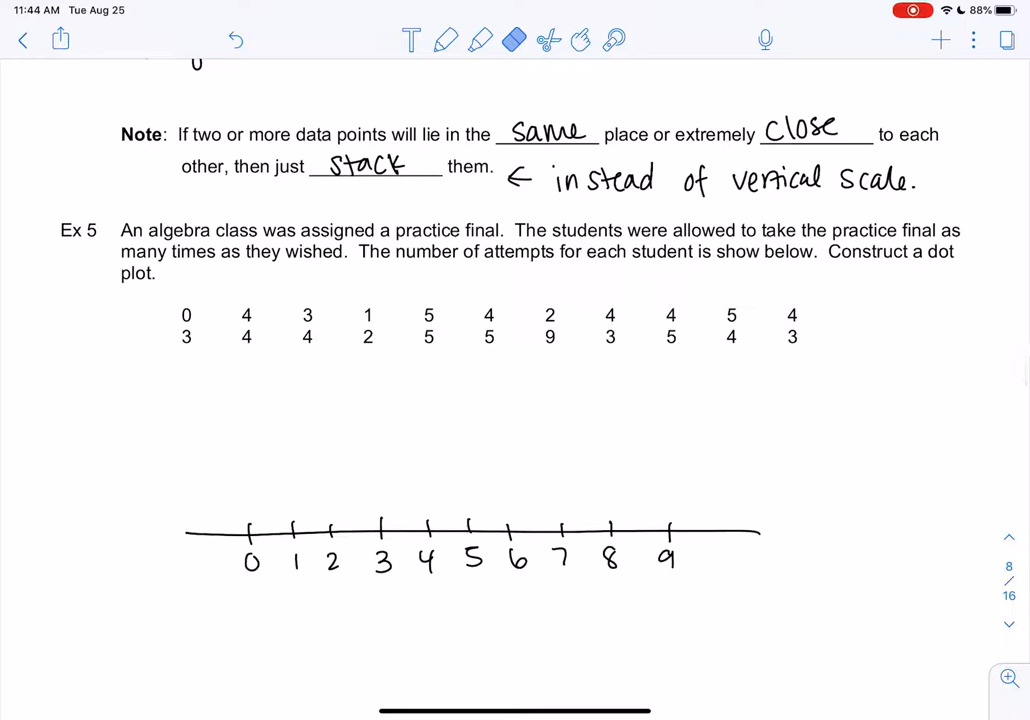 11:44 AM Tue Aug 25 88%
Note: If two or more data points will lie in the same place or extremely close to each
other, then just stack them. ← instead of vertical scale.
Ex 5 An algebra class was assigned a practice final. The students were allowed to take the practice final as
many times as they wished. The number of attempts for each student is show below. Construct a dot
plot.
0 4 3 1 5 4 2 4 4 5 4
3 4 4 2 5 5 9 3 5 4 3
0 1 2 3 4 5 6 7 8 9
8
/
16